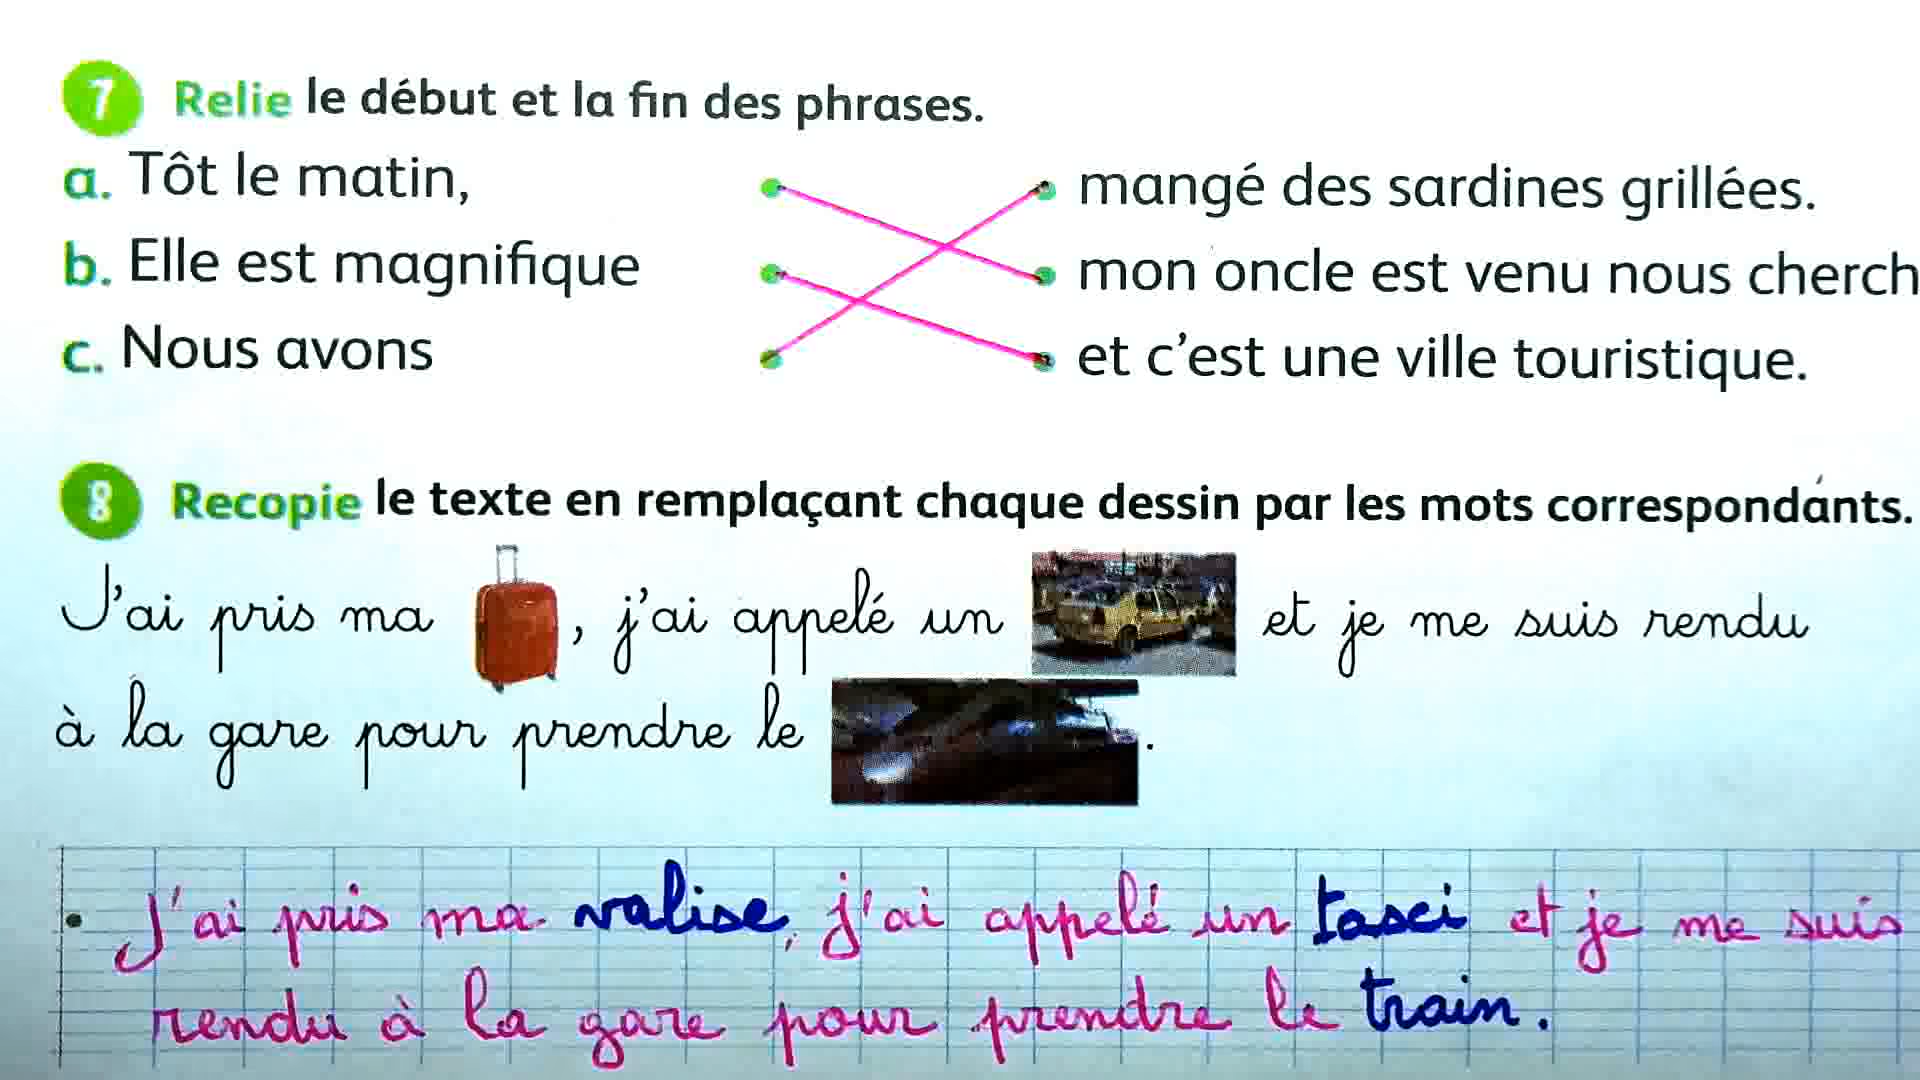 7 Relie le début et la fin des phrases.
a. Tôt le matin,
mangé des sardines grillées.
b. Elle est magnifique
mon oncle est venu nous cherch
c. Nous avons
et c'est une ville touristique.
8 Recopie le texte en remplaçant chaque dessin par les mots correspondants.
J'ai pris ma , j'ai appelé un et je me suis rendu
à la gare pour prendre le .
• J'ai pris ma valise, j'ai appelé un tasci et je me suis
rendu à la gare pour prendre le train.